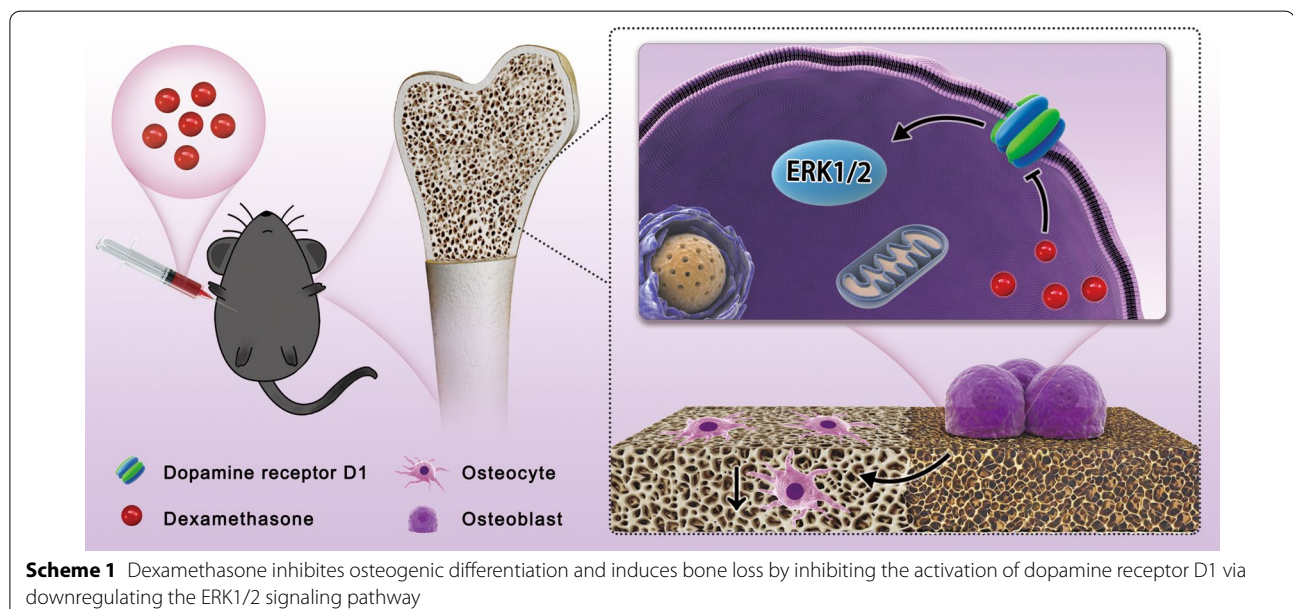 ERK1/2
Dopamine receptor D1
Osteocyte
Dexamethasone
Osteoblast
Scheme 1 Dexamethasone inhibites osteogenic differentiation and induces bone loss by inhibiting the activation of dopamine receptor D1 via
downregulating the ERK1/2 signaling pathway